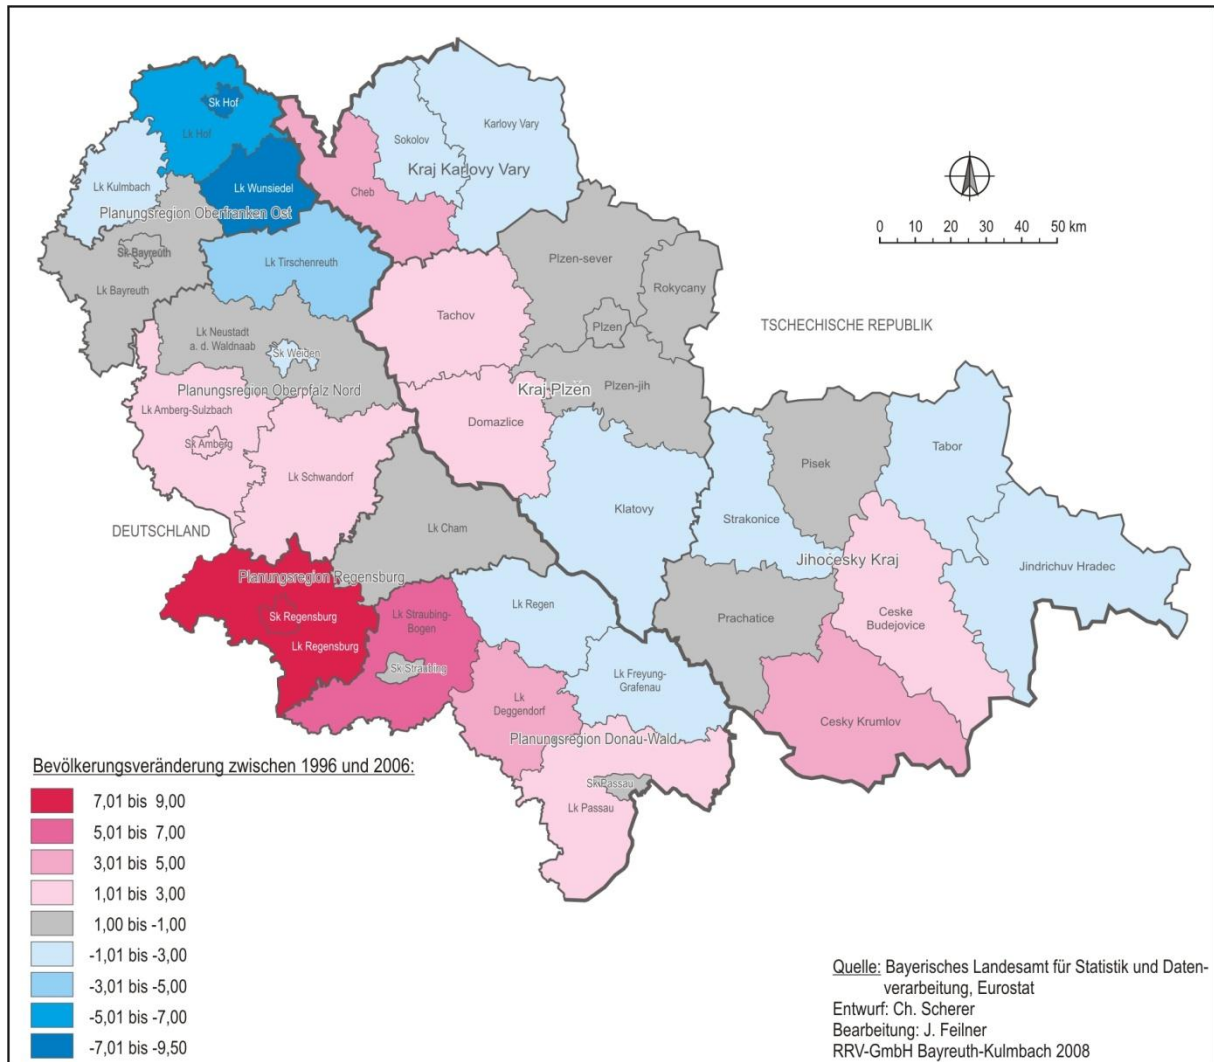 Sk Hof
Lk Hof
Karlovy Vary
Sokolov
Kraj Karlovy Vary
Lk Kulmbach
Lk Wunsiedel
Cheb
Planungsregion Oberfranken Ost
0 10 20 30 40 50 km
Sk Bayreuth
Lk Tirschenreuth
Plzen-sever
Lk Bayreuth
Rokycany
Tachov
Plzen
TSCHECHISCHE REPUBLIK
Lk Neustadt
a. d. Waldnaab
Sk Weiden
Planungsregion Oberpfalz Nord
Kraj Plzeň
Plzen-jih
Lk Amberg-Sulzbach
Domazlice
Sk Amberg
Tabor
Pisek
Lk Schwandorf
Klatovy
Strakonice
DEUTSCHLAND
Lk Cham
Jihočesky Kraj
Jindrichuv Hradec
Planungsregion Regensburg
Lk Regen
Sk Regensburg
Lk Straubing-
Bogen
Prachatice
Ceske
Budejovice
Lk Regensburg
Sk Straubing
Lk Freyung-
Grafenau
Lk
Deggendorf
Cesky Krumlov
Planungsregion Donau-Wald
Sk Passau
Lk Passau
Bevölkerungsveränderung zwischen 1996 und 2006:
7,01 bis 9,00
5,01 bis 7,00
3,01 bis 5,00
1,01 bis 3,00
1,00 bis -1,00
-1,01 bis -3,00
-3,01 bis -5,00
-5,01 bis -7,00
-7,01 bis -9,50
Quelle: Bayerisches Landesamt für Statistik und Daten-
verarbeitung, Eurostat
Entwurf: Ch. Scherer
Bearbeitung: J. Feilner
RRV-GmbH Bayreuth-Kulmbach 2008